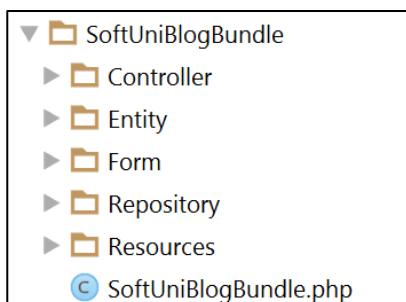 SoftUniBlogBundle
Controller
Entity
Form
Repository
Resources
C SoftUniBlogBundle.php